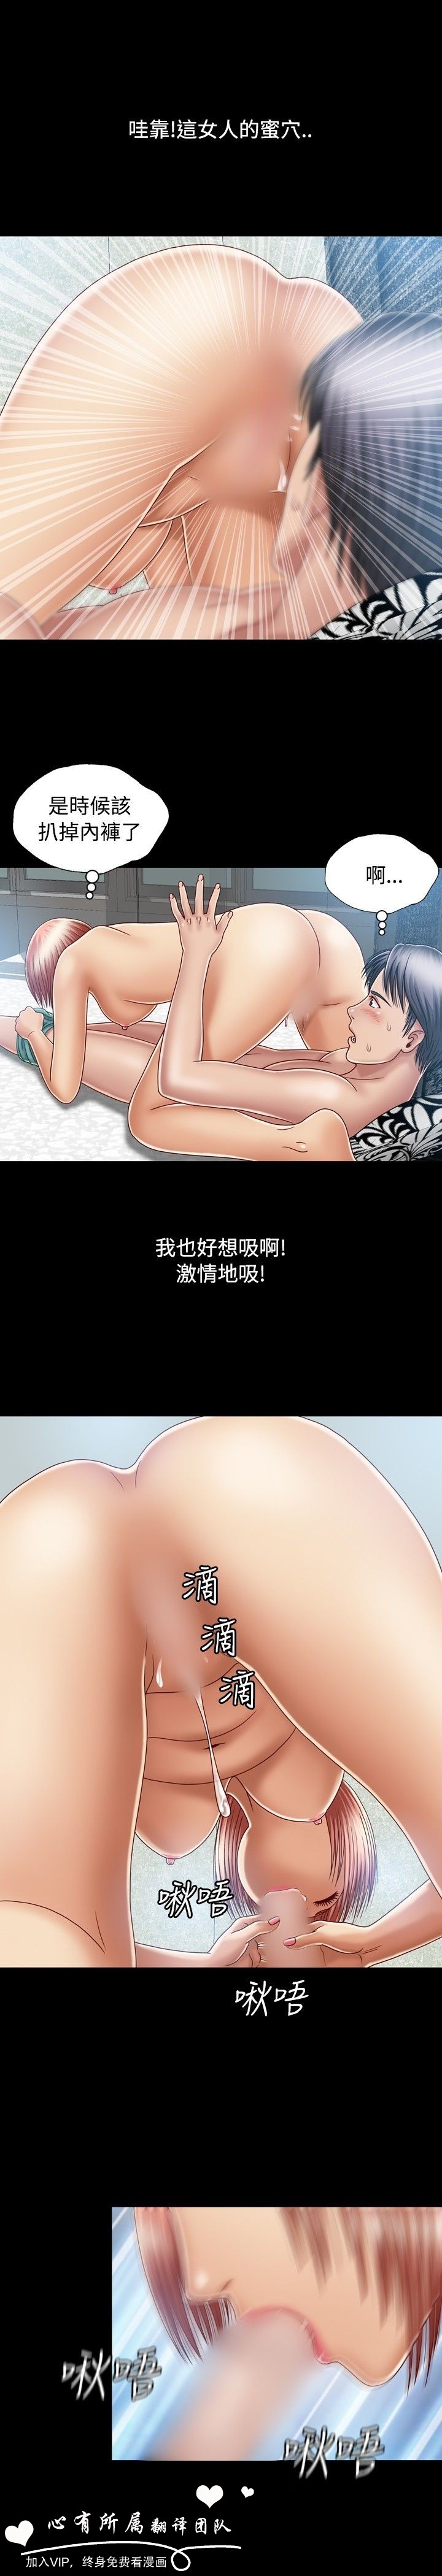 哇靠!這女人的蜜穴..
是時候該
扒掉內褲了
啊...
我也好想吸啊!
激情地吸!
滴
滴
滴
啾唔
啾唔
啾唔
啾唔
心有所属翻译团队
加入VIP，终身免费看漫画